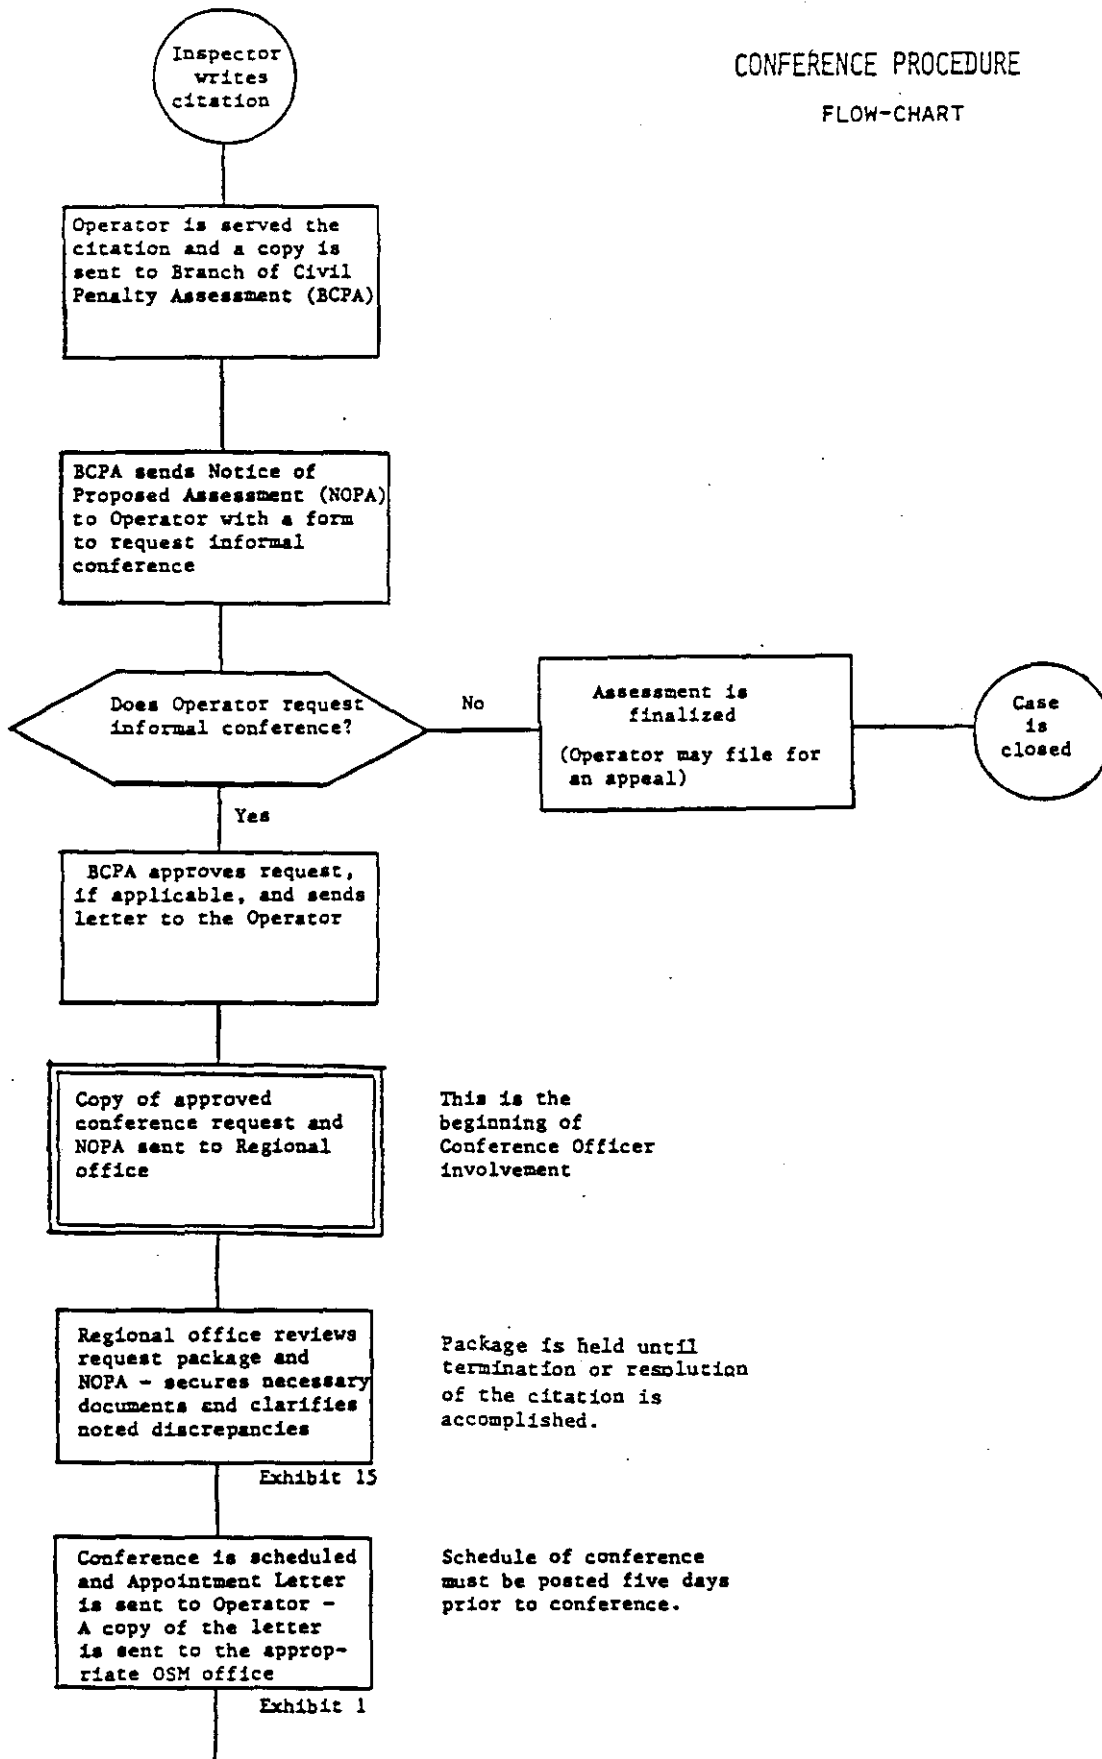 Inspector
writes
citation
CONFERENCE PROCEDURE
FLOW-CHART
Operator is served the
citation and a copy is
sent to Branch of Civil
Penalty Assessment (BCPA)
BCPA sends Notice of
Proposed Assessment (NOPA)
to Operator with a form
to request informal
conference
Does Operator request
informal conference?
No
Assessment is
finalized
(Operator may file for
an appeal)
Case
is
closed
Yes
BCPA approves request,
if applicable, and sends
letter to the Operator
Copy of approved
conference request and
NOPA sent to Regional
office
This is the
beginning of
Conference Officer
involvement
Regional office reviews
request package and
NOPA - secures necessary
documents and clarifies
noted discrepancies
Exhibit 15
Package is held until
termination or resolution
of the citation is
accomplished.
Conference is scheduled
and Appointment Letter
is sent to Operator -
A copy of the letter
is sent to the approp-
riate OSM office
Exhibit 1
Schedule of conference
must be posted five days
prior to conference.